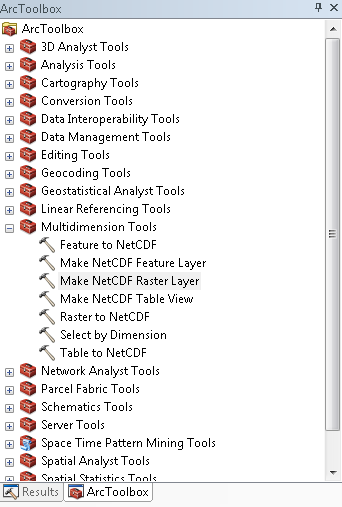 ArcToolbox
ArcToolbox
3D Analyst Tools
Analysis Tools
Cartography Tools
Conversion Tools
Data Interoperability Tools
Data Management Tools
Editing Tools
Geocoding Tools
Geostatistical Analyst Tools
Linear Referencing Tools
Multidimension Tools
Feature to NetCDF
Make NetCDF Feature Layer
Make NetCDF Raster Layer
Make NetCDF Table View
Raster to NetCDF
Select by Dimension
Table to NetCDF
Network Analyst Tools
Parcel Fabric Tools
Schematics Tools
Server Tools
Space Time Pattern Mining Tools
Spatial Analyst Tools
Spatial Statistics Tools
Results ArcToolbox